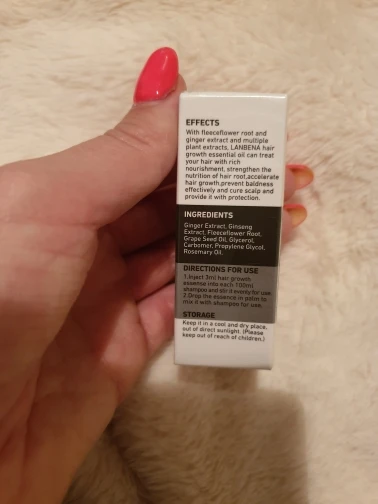 EFFECTS
With fleeceflower root and
ginger extract and multiple
plant extracts, LANBENA hair
growth essential oil can treat
your hair with rich
nourishment, strengthen the
nutrition of hair root,accelerate
hair growth,prevent baldness
effectively and cure scalp and
provide it with protection.
INGREDIENTS
Ginger Extract, Ginseng
Extract, Fleeceflower Root,
Grape Seed Oil, Glycerol,
Carbomer, Propylene Glycol,
Rosemary Oil.
DIRECTIONS FOR USE
1.Inject 3ml hair growth
essense into each 100ml
shampoo and stir it evenly for use.
2.Drop the essence in palm to
mix it with shampoo for use.
STORAGE
Keep it in a cool and dry place,
out of direct sunlight. (Please
keep out of reach of children.)